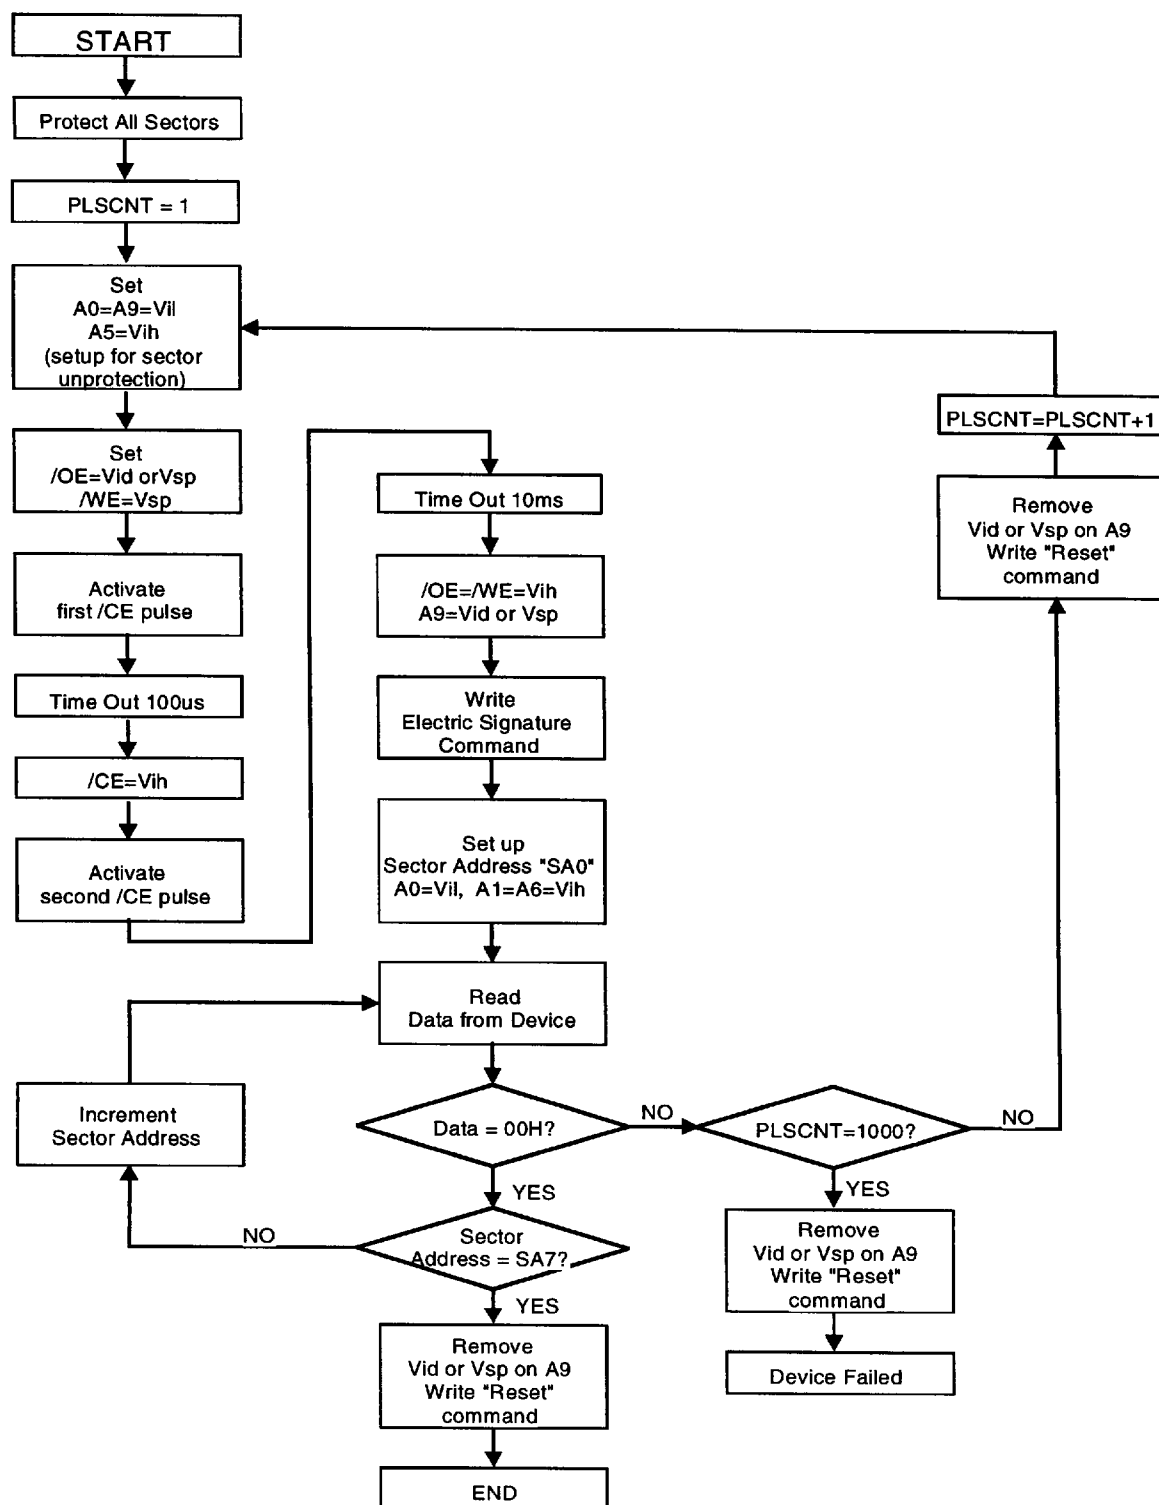 START
Protect All Sectors
PLSCNT = 1
Set
A0=A9=Vil
A5=Vih
(setup for sector
unprotection)
Set
/OE=Vid orVsp
/WE=Vsp
Activate
first /CE pulse
Time Out 100us
/CE=Vih
Activate
second /CE pulse
Time Out 10ms
/OE=/WE=Vih
A9=Vid or Vsp
Write
Electric Signature
Command
Set up
Sector Address "SA0"
A0=Vil, A1=A6=Vih
Read
Data from Device
Increment
Sector Address
Data = 00H?
NO
PLSCNT=1000?
NO
Remove
Vid or Vsp on A9
Write "Reset"
command
PLSCNT=PLSCNT+1
YES
Sector
Address = SA7?
NO
YES
Remove
Vid or Vsp on A9
Write "Reset"
command
END
YES
Remove
Vid or Vsp on A9
Write "Reset"
command
Device Failed